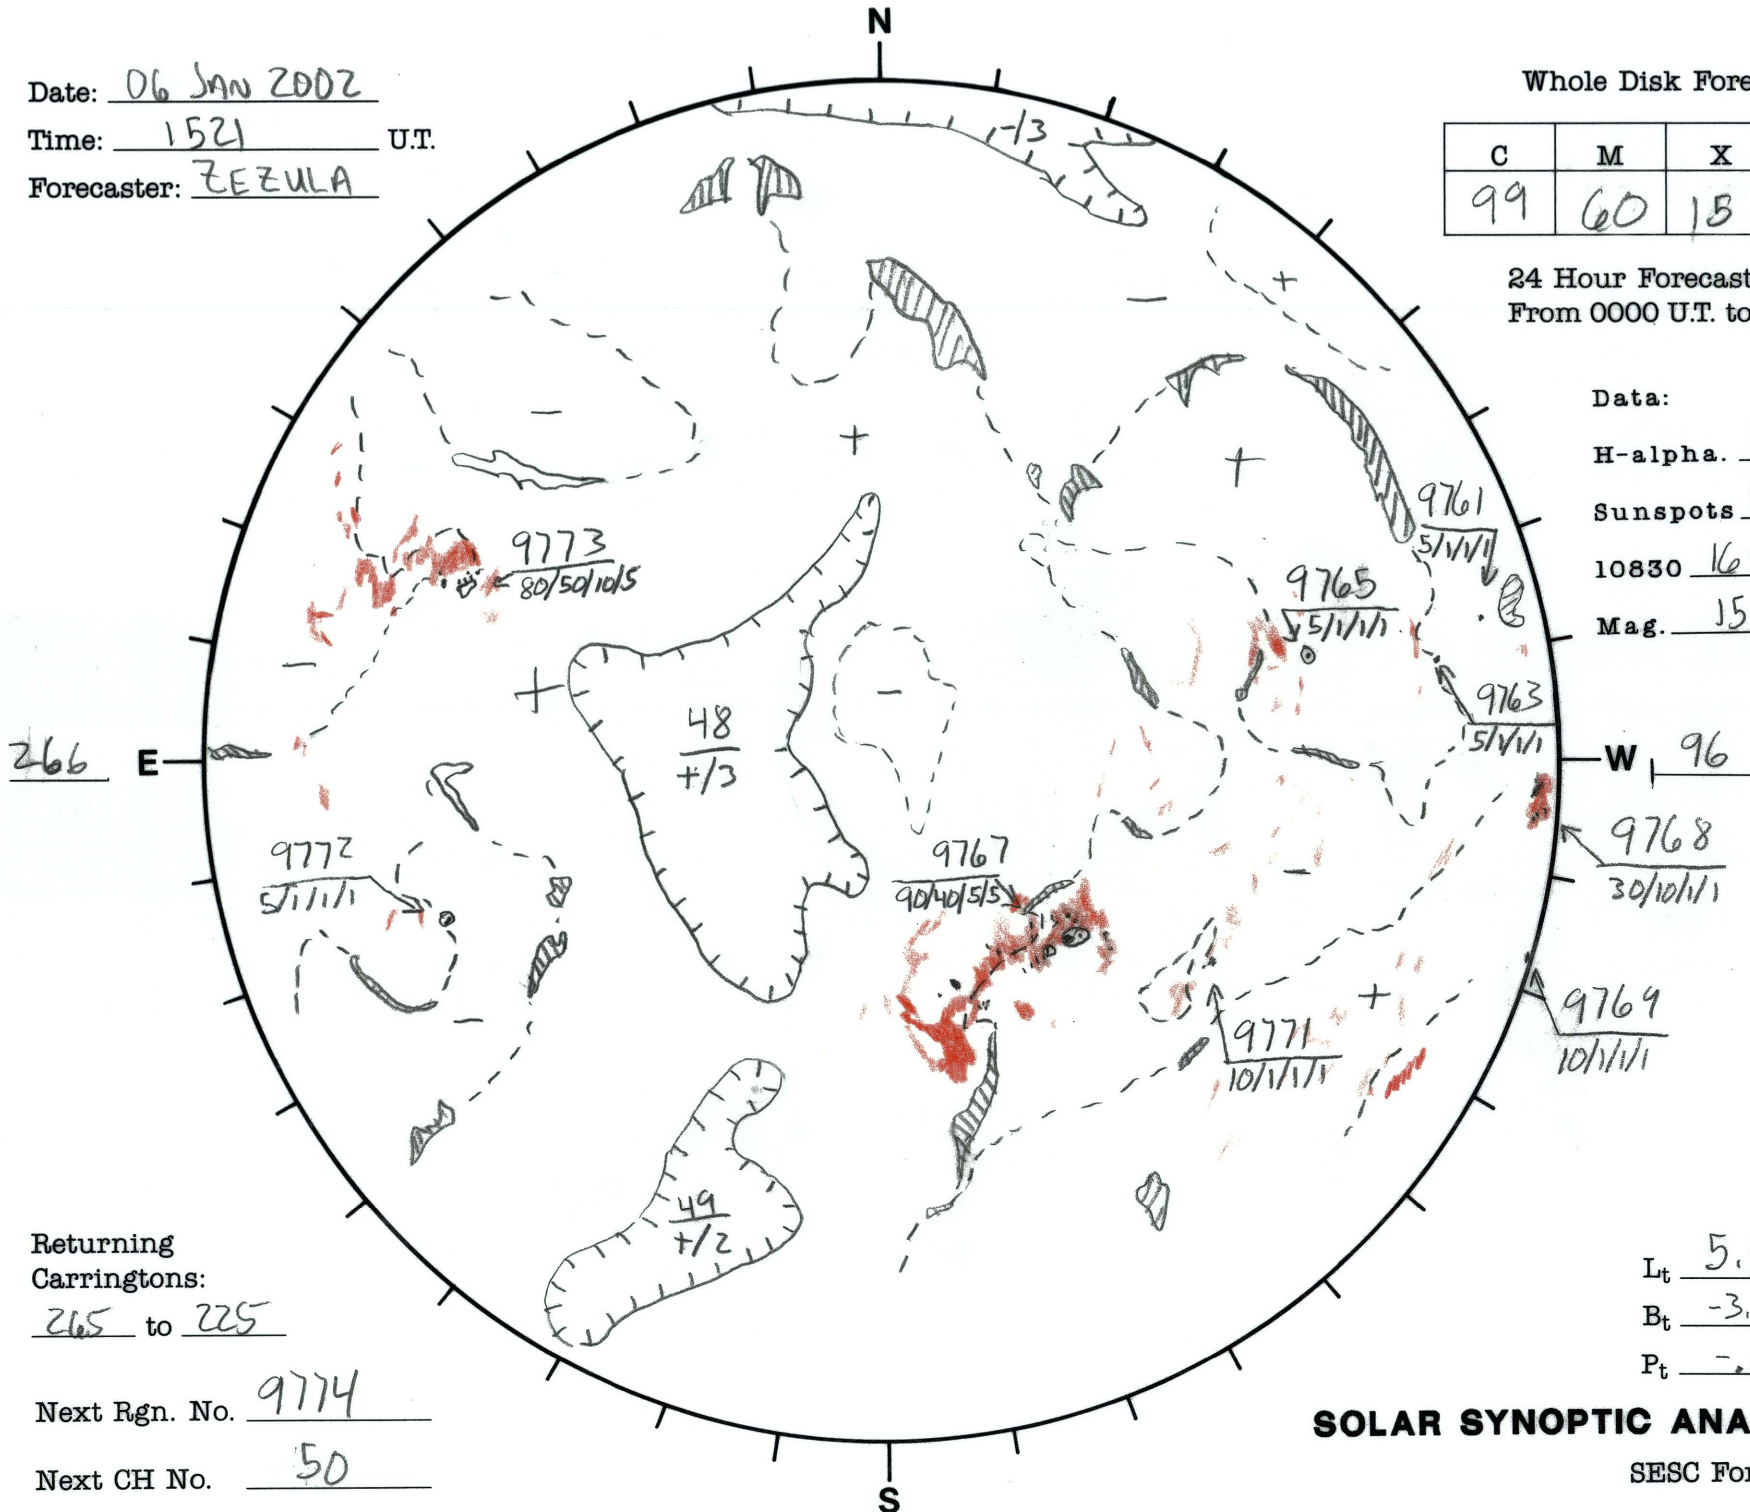 N
Date: 06 JAN 2002
Time: 1521 U.T.
Forecaster: ZEZULA
Whole Disk Fore
C M X
99 60 15
24 Hour Forecast
From 0000 U.T. to
-/3
+
-
Data:
H-alpha.
Sunspots
10830 16
Mag. 15
-
+
+
9761
5/1/1/1
9773
80/50/10/5
9765
5/1/1/1
-
+
-
9763
5/1/1/1
48
+/3
266 E
W 96
9768
30/10/1/1
9772
5/1/1/1
9767
90/40/5/5
-
9769
10/1/1/1
+
-
9771
10/1/1/1
49
+/2
Returning
Carringtons:
265 to 225
Lt 5.
Bt -3.
Pt -.
Next Rgn. No. 9774
Next CH No. 50
SOLAR SYNOPTIC ANA
SESC For
S